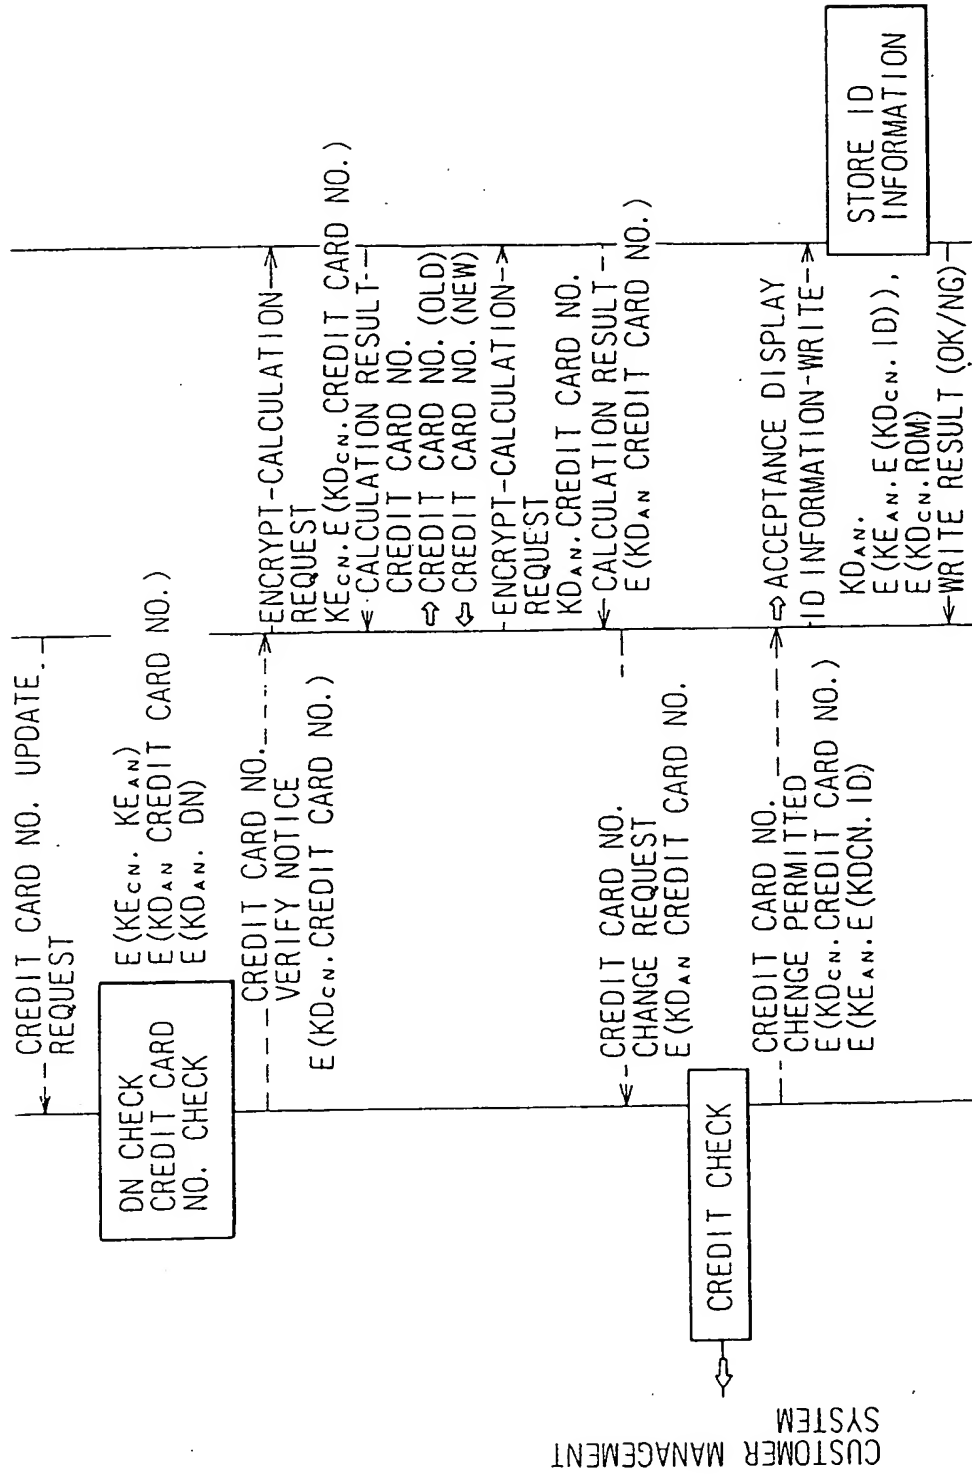 CREDIT CARD NO. UPDATE
REQUEST
DN CHECK
CREDIT CARD
NO. CHECK
E(KECN. KEAN)
E(KDAN CREDIT CARD NO.)
E(KDAN. DN)
CREDIT CARD NO.
VERIFY NOTICE
E(KDCN.CREDIT CARD NO.)
ENCRYPT-CALCULATION
REQUEST
KECN.E(KDCN.CREDIT CARD NO.)
CALCULATION RESULT
CREDIT CARD NO.
⇨CREDIT CARD NO.(OLD)
⇦CREDIT CARD NO.(NEW)
ENCRYPT-CALCULATION
REQUEST
KDAN.CREDIT CARD NO.
CALCULATION RESULT
E(KDAN CREDIT CARD NO.)
CREDIT CARD NO.
CHANGE REQUEST
E(KDAN CREDIT CARD NO.
CREDIT CHECK
CUSTOMER MANAGEMENT
SYSTEM
CREDIT CARD NO.
CHENGE PERMITTED
E(KDCN.CREDIT CARD NO.)
E(KEAN.E(KDCN.ID)
⇨ACCEPTANCE DISPLAY
ID INFORMATION-WRITE
KDAN.
E(KEAN.E(KDCN.ID)),
E(KDCN.RDM)
STORE ID
INFORMATION
WRITE RESULT(OK/NG)